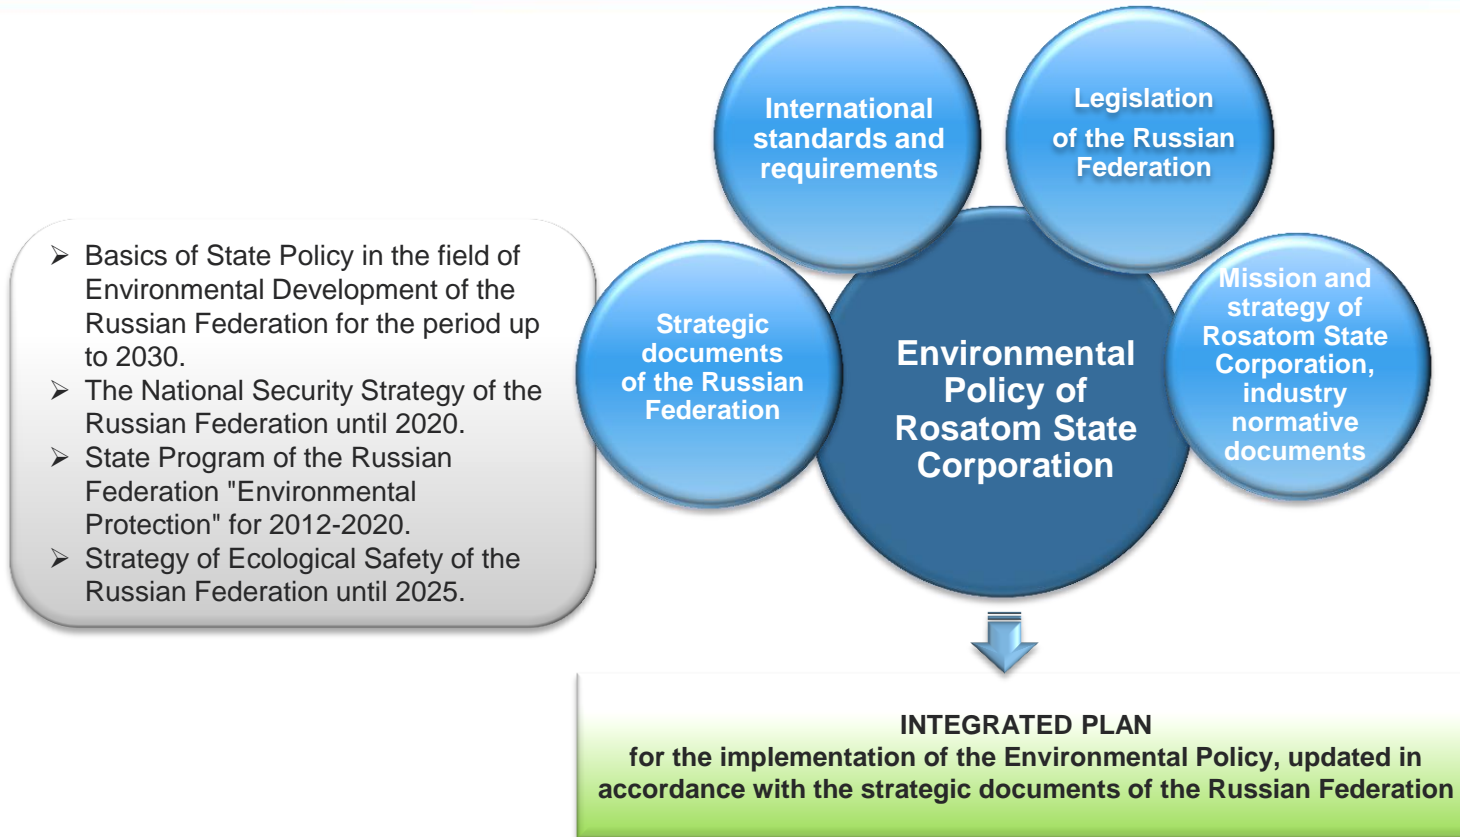 International
standards and
requirements
Legislation
of the Russian
Federation
➢ Basics of State Policy in the field of
Environmental Development of the
Russian Federation for the period up
to 2030.
➢ The National Security Strategy of the
Russian Federation until 2020.
➢ State Program of the Russian
Federation "Environmental
Protection" for 2012-2020.
➢ Strategy of Ecological Safety of the
Russian Federation until 2025.
Strategic
documents
of the Russian
Federation
Environmental
Policy of
Rosatom State
Corporation
Mission and
strategy of
Rosatom State
Corporation,
industry
normative
documents
INTEGRATED PLAN
for the implementation of the Environmental Policy, updated in
accordance with the strategic documents of the Russian Federation